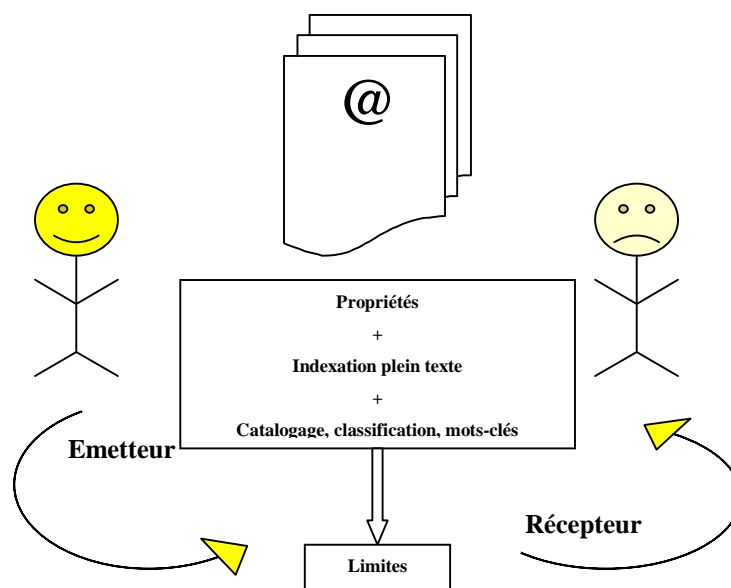 @
Propriétés
+
Indexation plein texte
+
Catalogage, classification, mots-clés
Emetteur
Récepteur
Limites